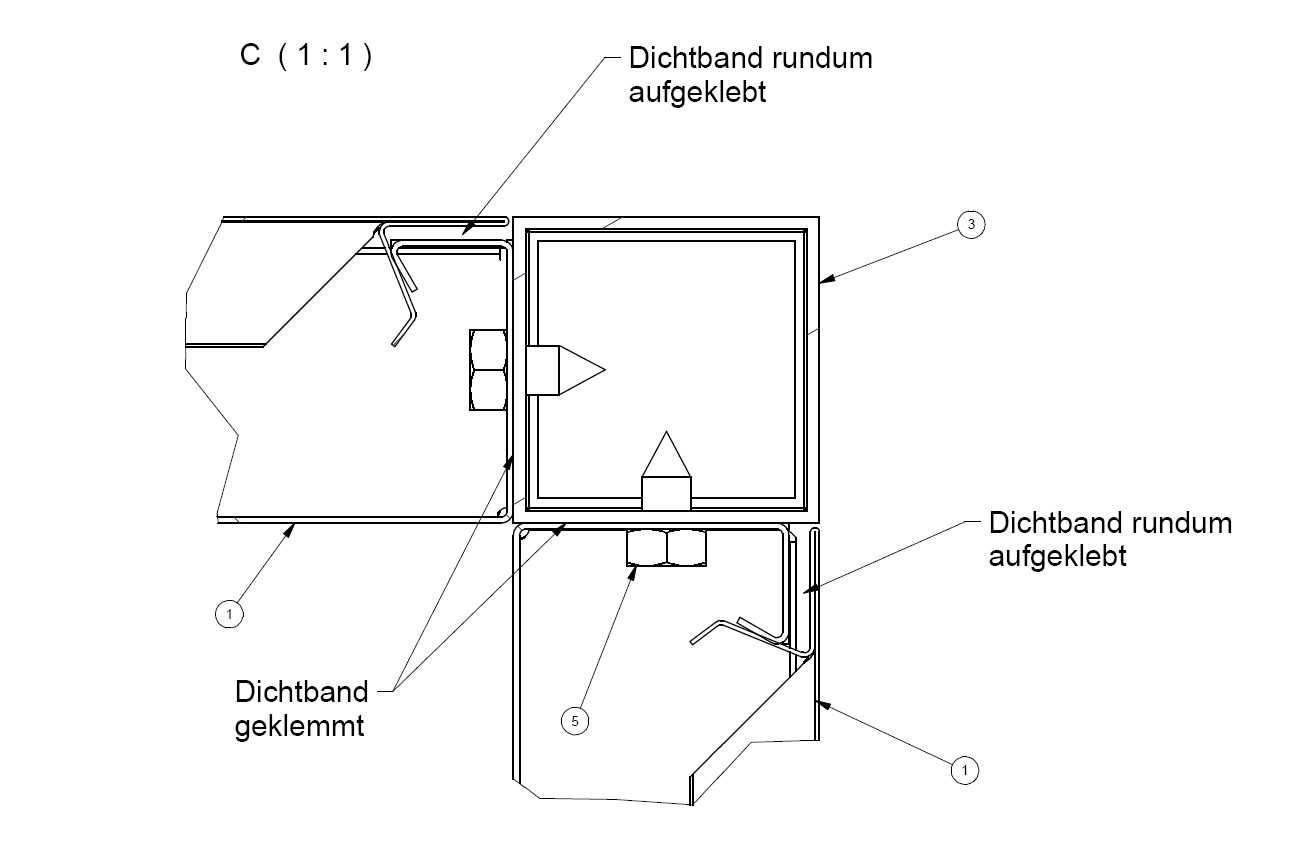 C ( 1 : 1 )
Dichtband rundum
aufgeklebt
3
Dichtband rundum
aufgeklebt
1
Dichtband
geklemmt
5
1